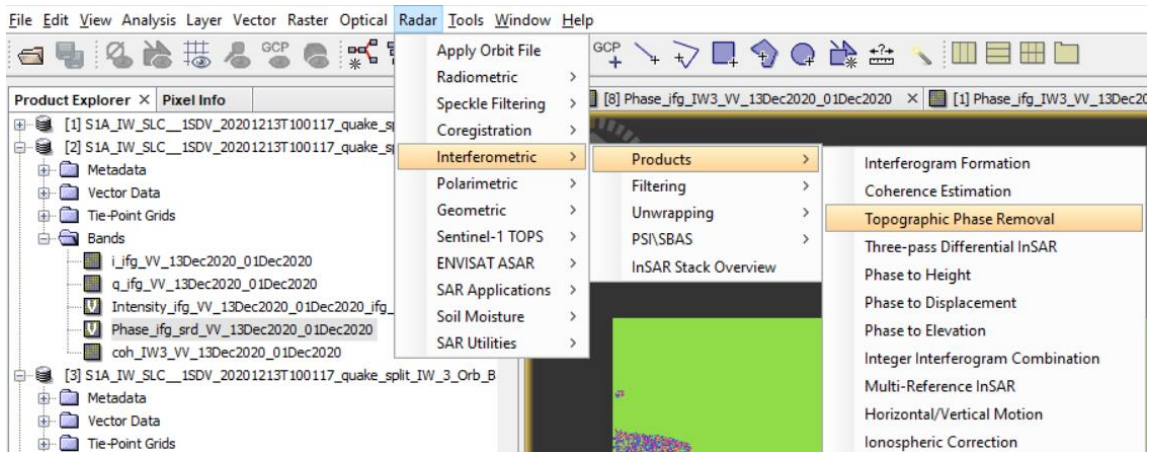 File Edit View Analysis Layer Vector Raster Optical Radar Tools Window Help
GCP
GCP
Product Explorer × Pixel Info
[8] Phase_ifg_IW3_VV_13Dec2020_01Dec2020 × [1] Phase_ifg_IW3_VV_13Dec20
[1] S1A_IW_SLC__1SDV_20201213T100117_quake_sp
[2] S1A_IW_SLC__1SDV_20201213T100117_quake_sp
Metadata
Vector Data
Tie-Point Grids
Bands
i_ifg_VV_13Dec2020_01Dec2020
q_ifg_VV_13Dec2020_01Dec2020
Intensity_ifg_VV_13Dec2020_01Dec2020_ifg_
Phase_ifg_srd_VV_13Dec2020_01Dec2020
coh_IW3_VV_13Dec2020_01Dec2020
[3] S1A_IW_SLC__1SDV_20201213T100117_quake_split_IW_3_Orb_B
Metadata
Vector Data
Tie-Point Grids
Apply Orbit File
Radiometric >
Speckle Filtering >
Coregistration >
Interferometric >
Polarimetric >
Geometric >
Sentinel-1 TOPS >
ENVISAT ASAR >
SAR Applications >
Soil Moisture >
SAR Utilities >
Products >
Filtering >
Unwrapping >
PSI\SBAS >
InSAR Stack Overview
Interferogram Formation
Coherence Estimation
Topographic Phase Removal
Three-pass Differential InSAR
Phase to Height
Phase to Displacement
Phase to Elevation
Integer Interferogram Combination
Multi-Reference InSAR
Horizontal/Vertical Motion
Ionospheric Correction